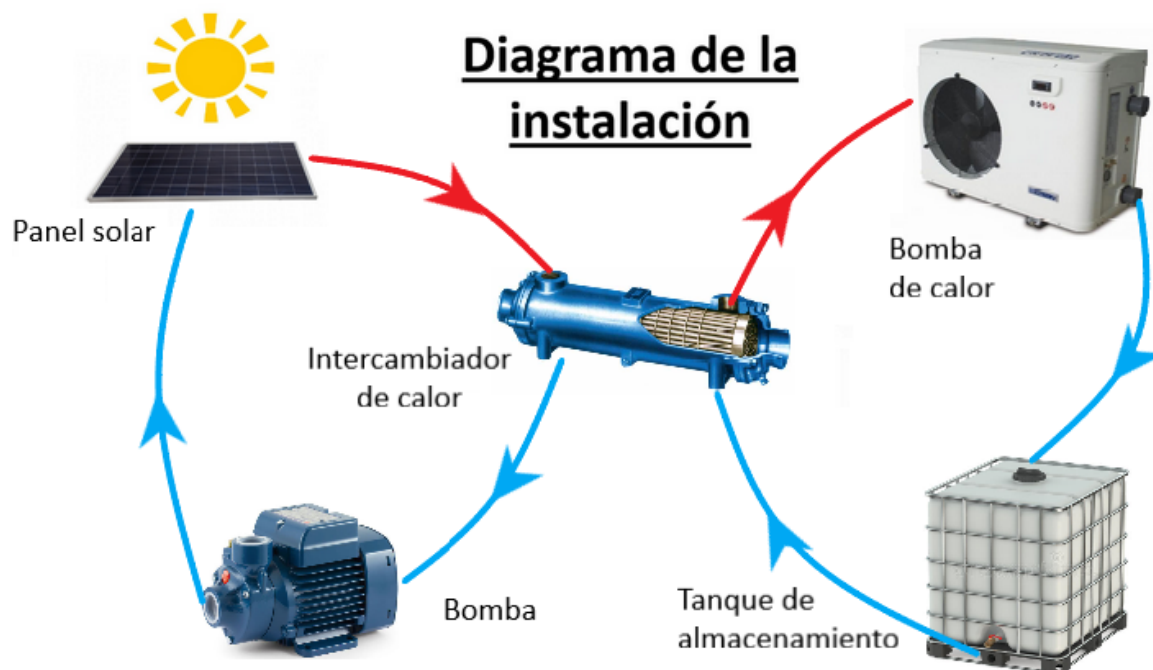 Diagrama de la
instalación
Panel solar
Bomba
de calor
Intercambiador
de calor
Bomba
Tanque de
almacenamiento